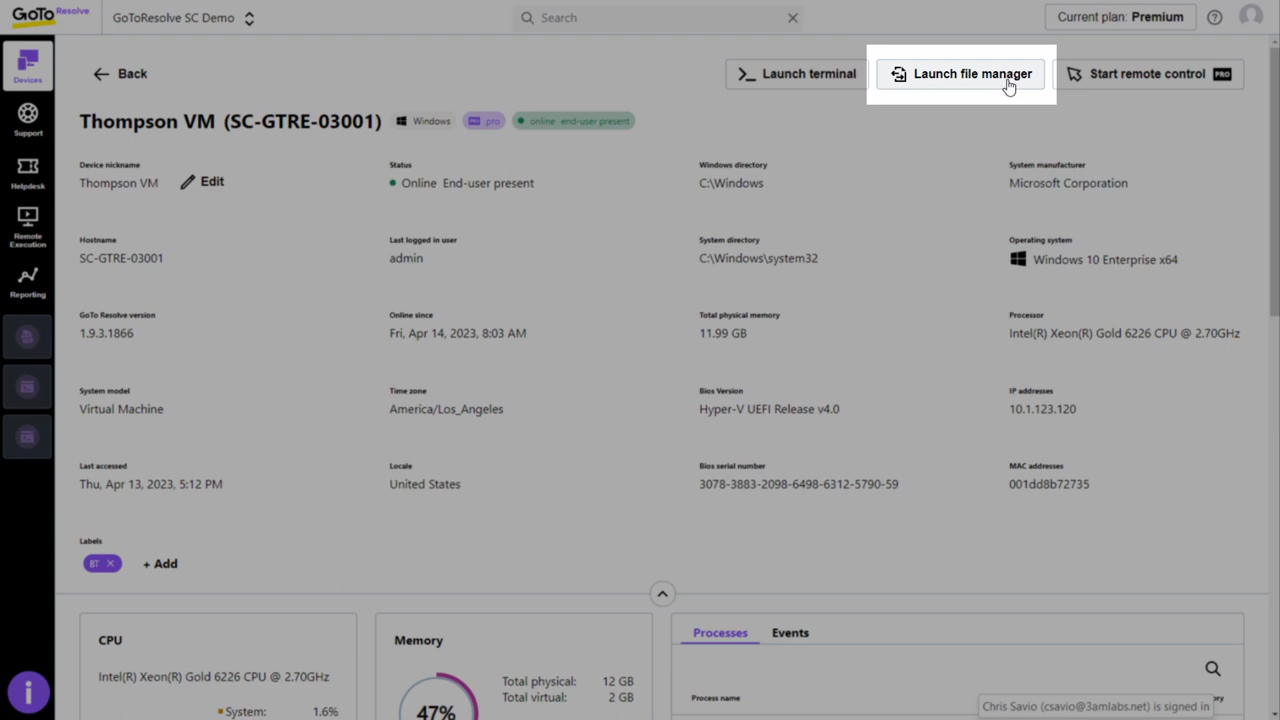 GoTo Resolve
GoToResolve SC Demo
Search
Current plan: Premium
Devices
Support
Helpdesk
Remote
Execution
Reporting
Back
Launch terminal
Launch file manager
Start remote control PRO
Thompson VM (SC-GTRE-03001)
Windows
pro
online end-user present
Device nickname
Thompson VM
Edit
Status
Online End-user present
Windows directory
C:\Windows
System manufacturer
Microsoft Corporation
Hostname
SC-GTRE-03001
Last logged in user
admin
System directory
C:\Windows\system32
Operating system
Windows 10 Enterprise x64
GoTo Resolve version
1.9.3.1866
Online since
Fri, Apr 14, 2023, 8:03 AM
Total physical memory
11.99 GB
Processor
Intel(R) Xeon(R) Gold 6226 CPU @ 2.70GHz
System model
Virtual Machine
Time zone
America/Los_Angeles
Bios Version
Hyper-V UEFI Release v4.0
IP addresses
10.1.123.120
Last accessed
Thu, Apr 13, 2023, 5:12 PM
Locale
United States
Bios serial number
3078-3883-2098-6498-6312-5790-59
MAC addresses
001dd8b72735
Labels
BT
+ Add
CPU
Intel(R) Xeon(R) Gold 6226 CPU @ 2.70GHz
System: 1.6%
Memory
47%
Total physical: 12 GB
Total virtual: 2 GB
Processes
Events
Process name
Chris Savio (csavio@3amlabs.net) is signed in